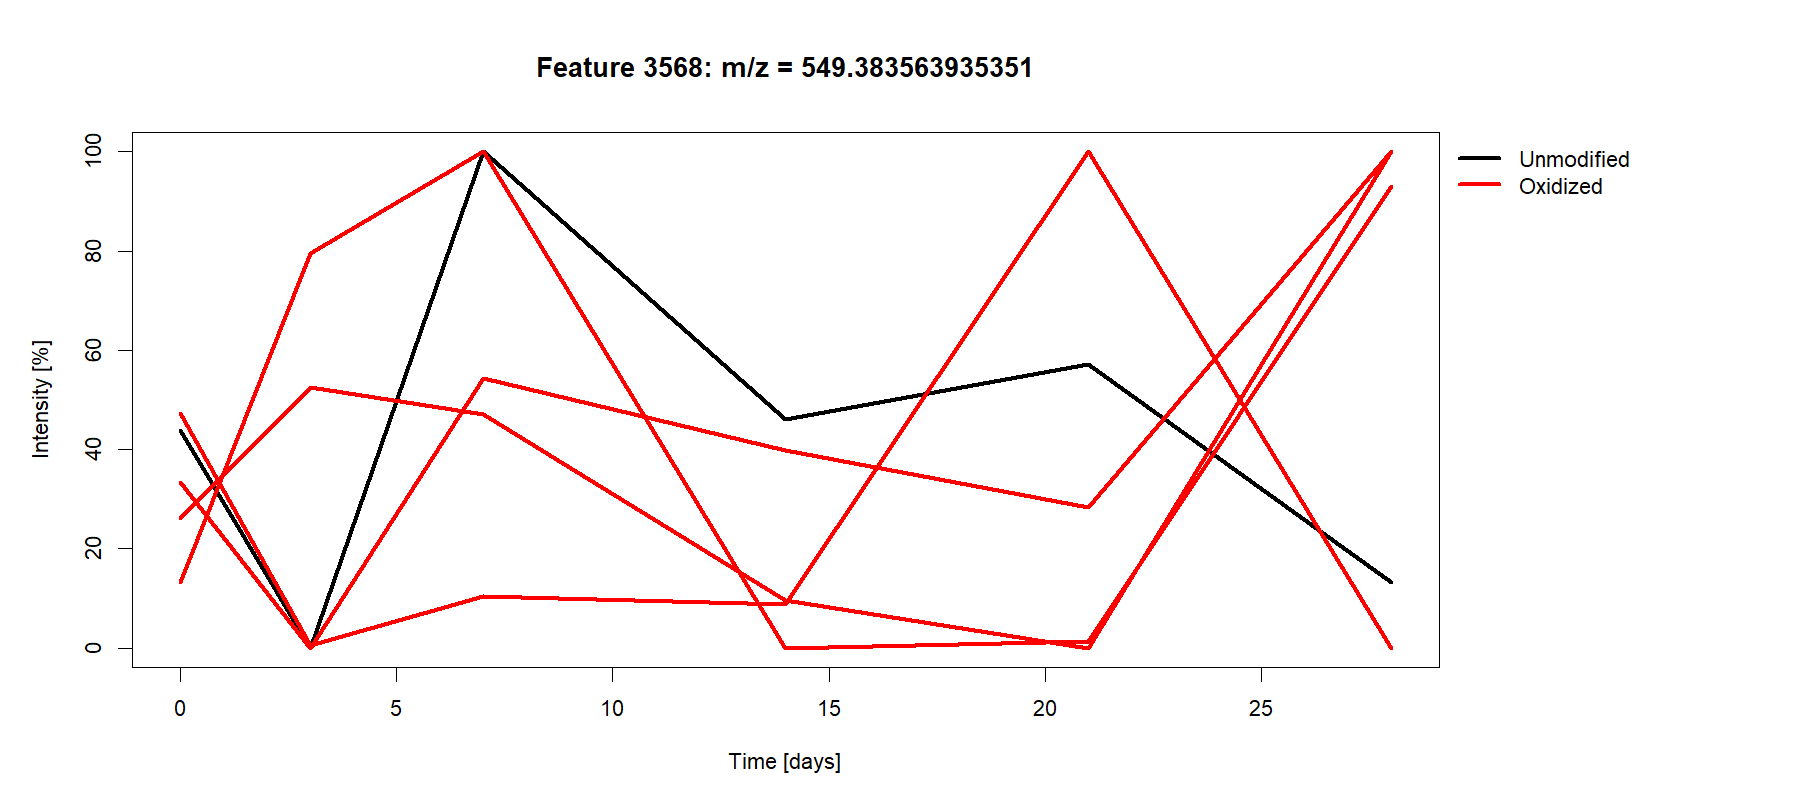 Feature 3568: m/z = 549.383563935351
100
80
60
40
20
0
Intensity [%]
0 5 10 15 20 25
Time [days]
Unmodified
Oxidized